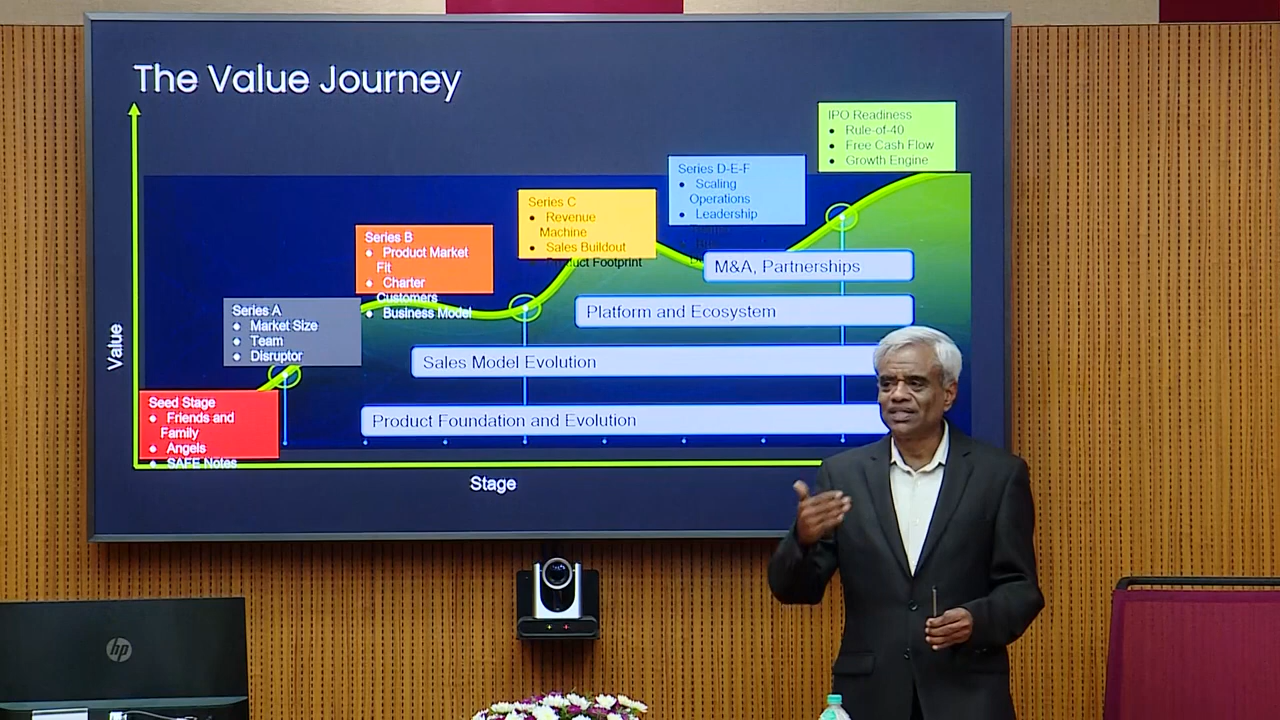 The Value Journey
IPO Readiness
• Rule-of-40
• Free Cash Flow
• Growth Engine
Series D-E-F
• Scaling
Operations
• Leadership
Series C
• Revenue
Machine
• Sales Buildout
Product Footprint
Series B
♦ Product Market
Fit
♦ Charter
Customers
♦ Business Model
Series A
♦ Market Size
♦ Team
♦ Disruptor
Seed Stage
♦ Friends and
Family
♦ Angels
♦ SAFE Notes
M&A, Partnerships
Platform and Ecosystem
Sales Model Evolution
Product Foundation and Evolution
Value
Stage
hp